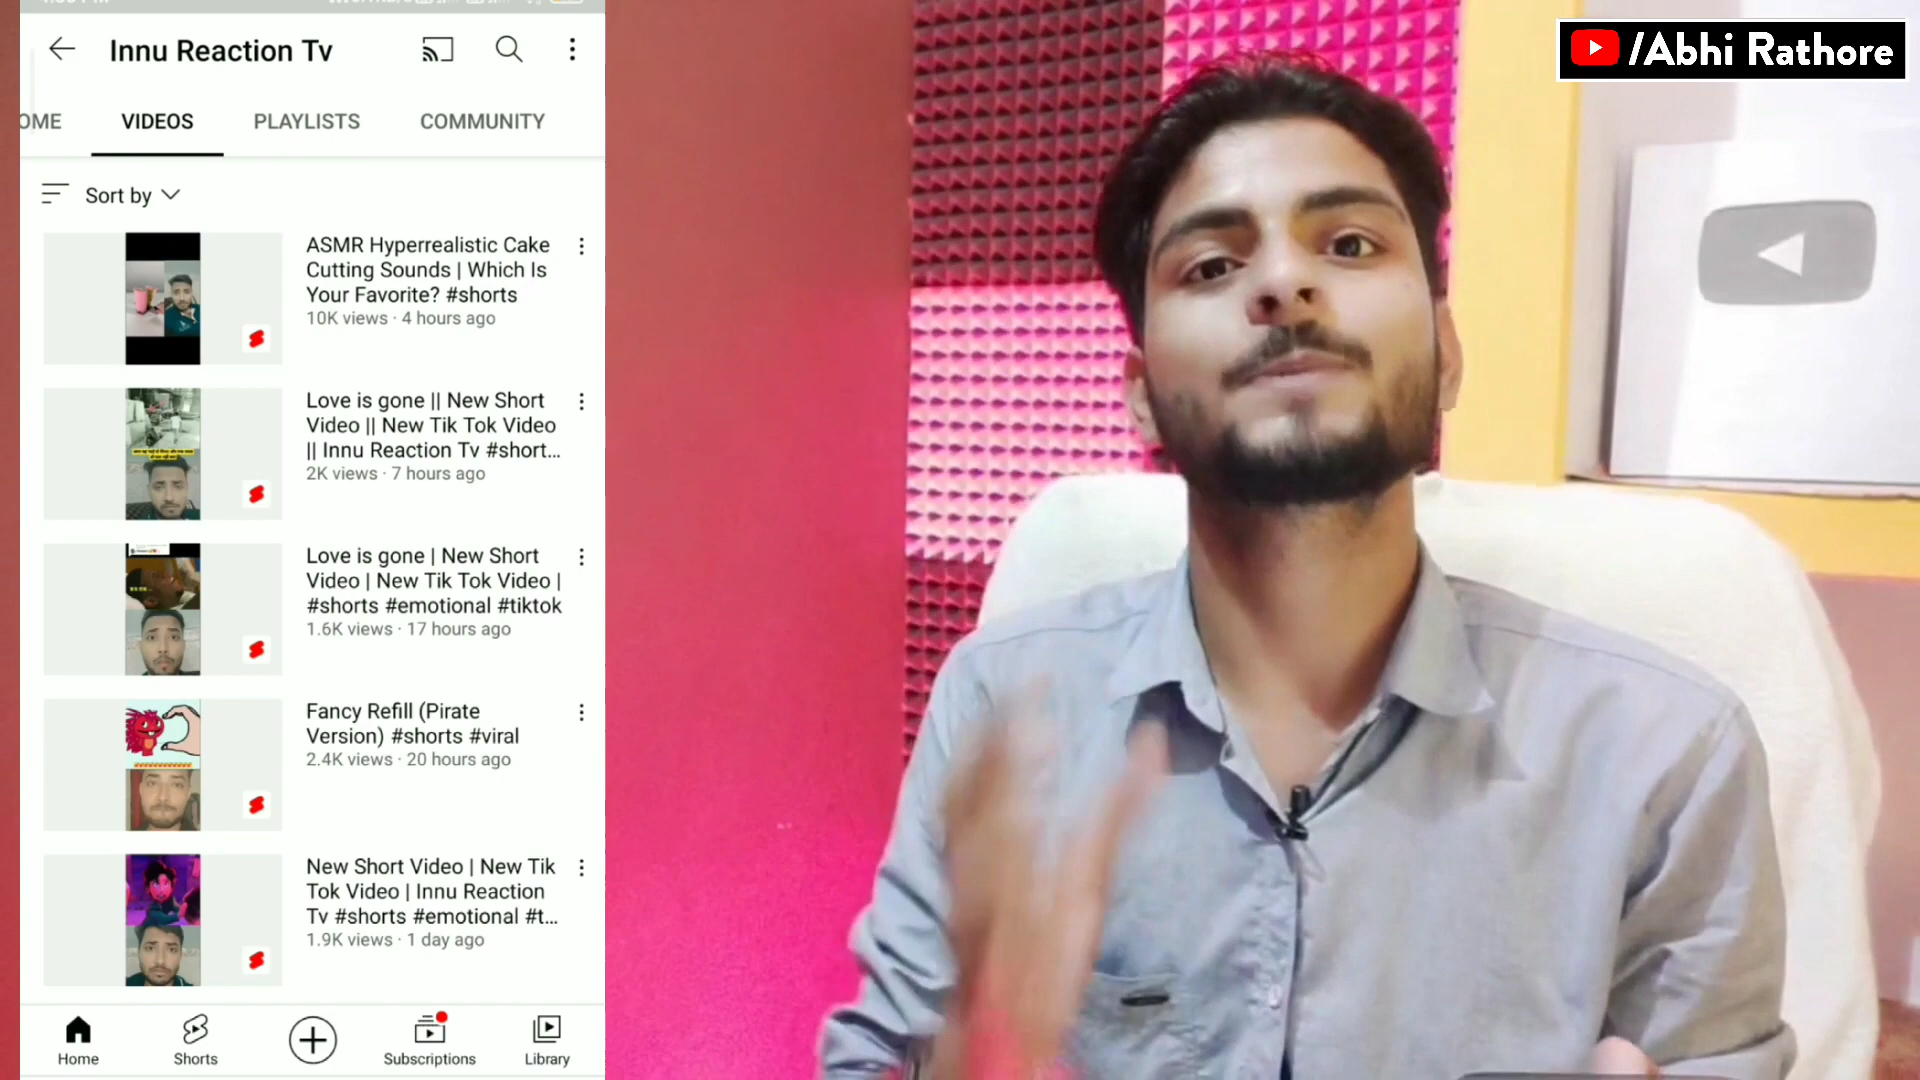 Innu Reaction Tv
OME VIDEOS PLAYLISTS COMMUNITY
Sort by
ASMR Hyperrealistic Cake
Cutting Sounds | Which Is
Your Favorite? #shorts
10K views · 4 hours ago
Love is gone || New Short
Video || New Tik Tok Video
|| Innu Reaction Tv #short...
2K views · 7 hours ago
Love is gone | New Short
Video | New Tik Tok Video |
#shorts #emotional #tiktok
1.6K views · 17 hours ago
Fancy Refill (Pirate
Version) #shorts #viral
2.4K views · 20 hours ago
New Short Video | New Tik
Tok Video | Innu Reaction
Tv #shorts #emotional #t...
1.9K views · 1 day ago
Home Shorts Subscriptions Library
/Abhi Rathore